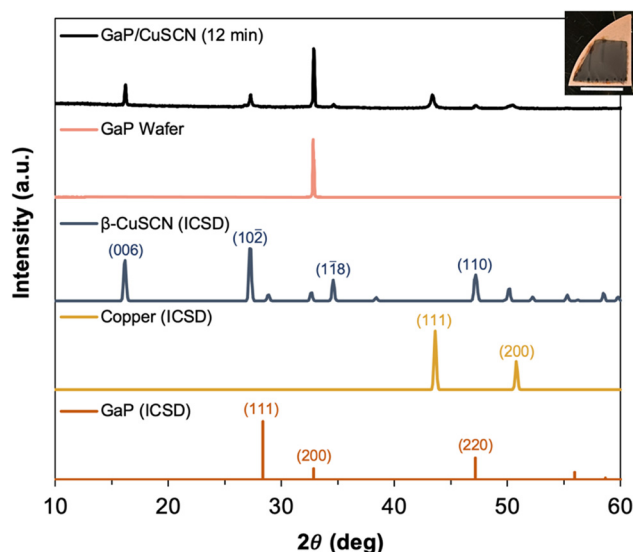 GaP/CuSCN (12 min)
GaP Wafer
β-CuSCN (ICSD)
(006)
(102̄)
(11̄8)
(110)
Copper (ICSD)
(111)
(200)
GaP (ICSD)
(111)
(200)
(220)
Intensity (a.u.)
10 20 30 40 50 60
2θ (deg)